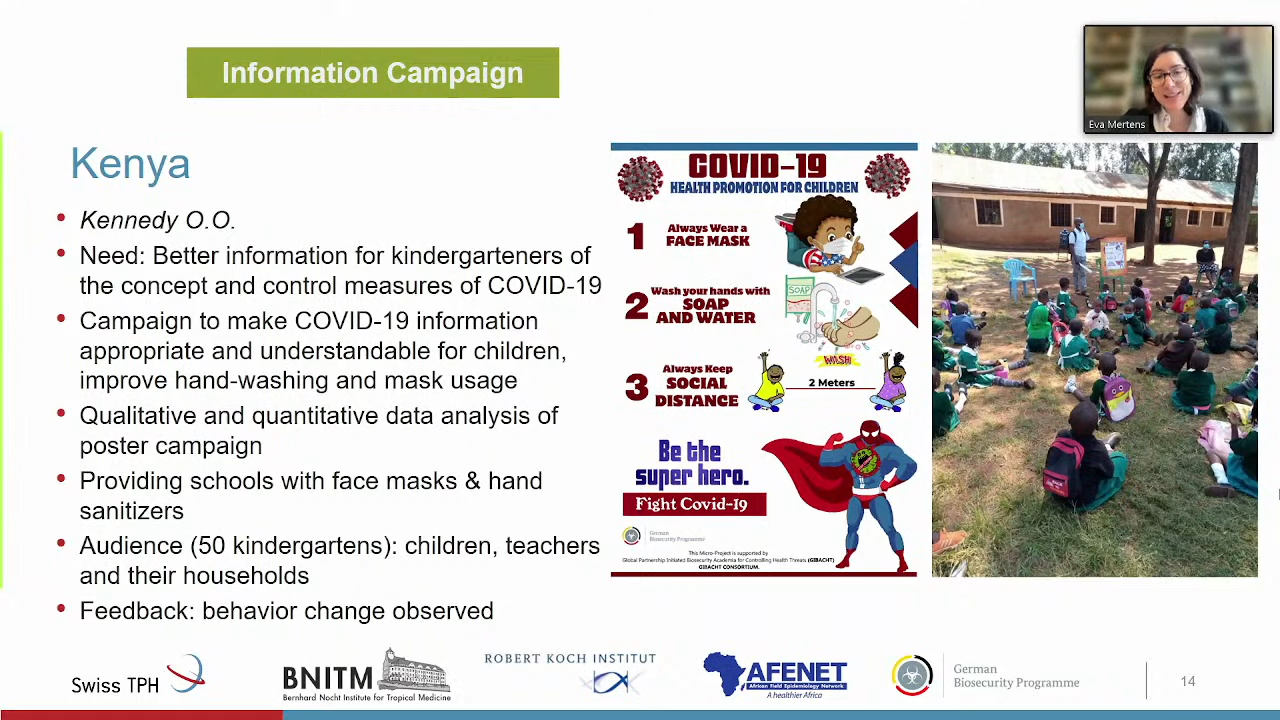 Information Campaign
Eva Mertens
Kenya
• Kennedy O.O.
• Need: Better information for kindergarteners of
the concept and control measures of COVID-19
• Campaign to make COVID-19 information
appropriate and understandable for children,
improve hand-washing and mask usage
• Qualitative and quantitative data analysis of
poster campaign
• Providing schools with face masks & hand
sanitizers
• Audience (50 kindergartens): children, teachers
and their households
• Feedback: behavior change observed
COVID-19
HEALTH PROMOTION FOR CHILDREN
1 Always Wear a
FACE MASK
SOAP
2 Wash your hands with
SOAP
AND WATER
WASH!
3 Always Keep
SOCIAL
DISTANCE
2 Meters
Be the
super hero.
Fight Covid-19
German
Biosecurity Programme
This Micro-Project is supported by
Global Partnership Initiated Biosecurity Academia for Controlling Health Threats (GIBACHT)
GIBACHT CONSORTIUM.
Swiss TPH
BNITM
Bernhard Nocht Institute for Tropical Medicine
ROBERT KOCH INSTITUT
AFENET
African Field Epidemiology Network
A healthier Africa
German
Biosecurity Programme
14